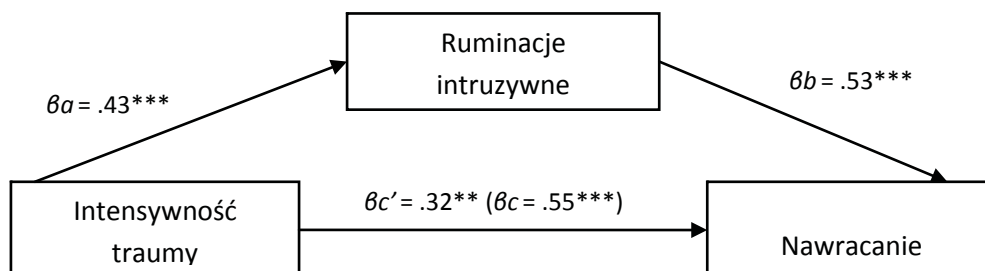 Ruminacje
intruzywne
βa = .43***
βb = .53***
βc’ = .32** (βc = .55***)
Intensywność
traumy
Nawracanie